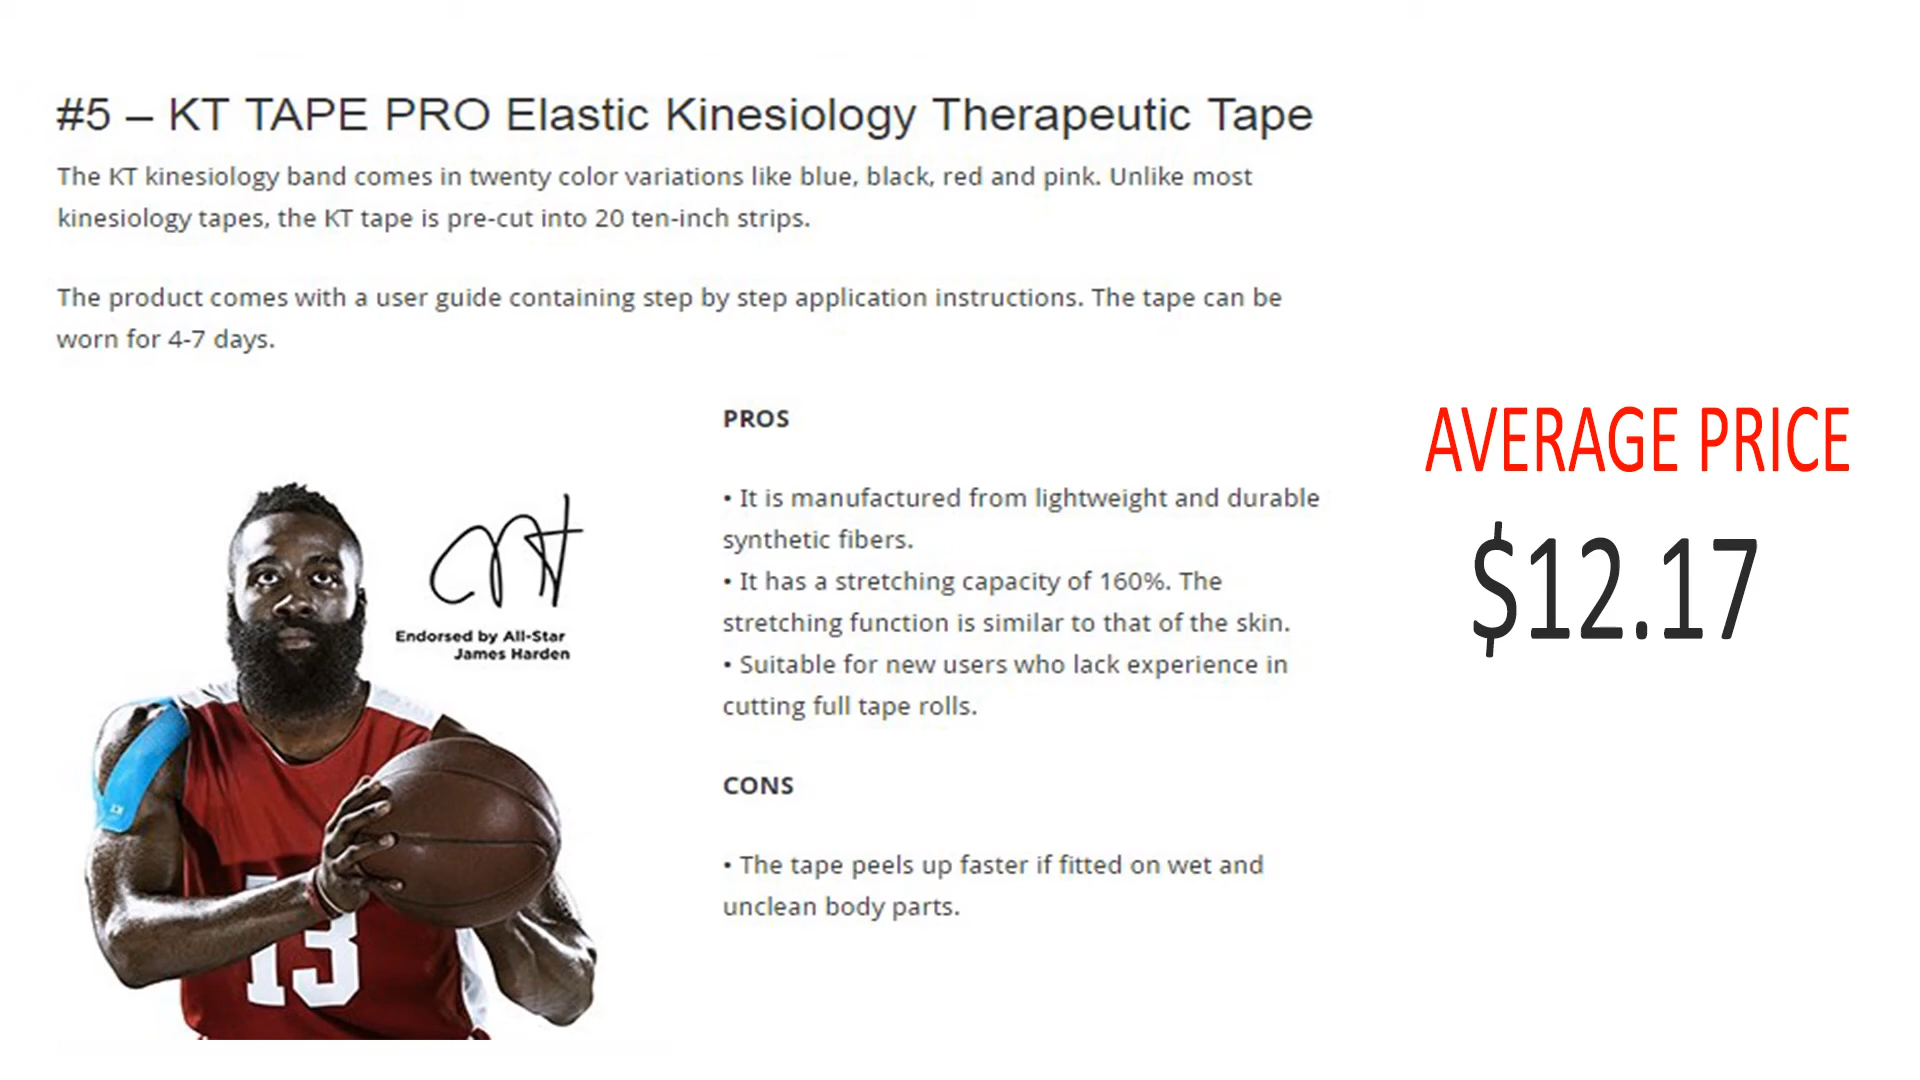 #5 – KT TAPE PRO Elastic Kinesiology Therapeutic Tape
The KT kinesiology band comes in twenty color variations like blue, black, red and pink. Unlike most
kinesiology tapes, the KT tape is pre-cut into 20 ten-inch strips.
The product comes with a user guide containing step by step application instructions. The tape can be
worn for 4-7 days.
Endorsed by All-Star
James Harden
13
PROS
• It is manufactured from lightweight and durable
synthetic fibers.
• It has a stretching capacity of 160%. The
stretching function is similar to that of the skin.
• Suitable for new users who lack experience in
cutting full tape rolls.
CONS
• The tape peels up faster if fitted on wet and
unclean body parts.
AVERAGE PRICE
$12.17